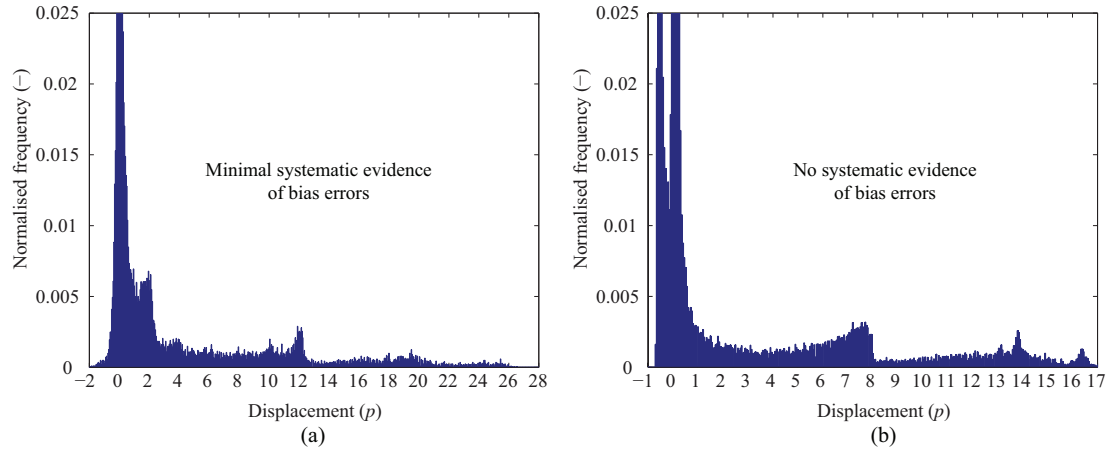 0.025
0.02
0.015
0.01
0.005
0
Normalised frequency (−)
Minimal systematic evidence
of bias errors
−2 0 2 4 6 8 10 12 14 16 18 20 22 24 26 28
Displacement (p)
(a)
0.025
0.02
0.015
0.01
0.005
0
Normalised frequency (−)
No systematic evidence
of bias errors
−1 0 1 2 3 4 5 6 7 8 9 10 11 12 13 14 15 16 17
Displacement (p)
(b)